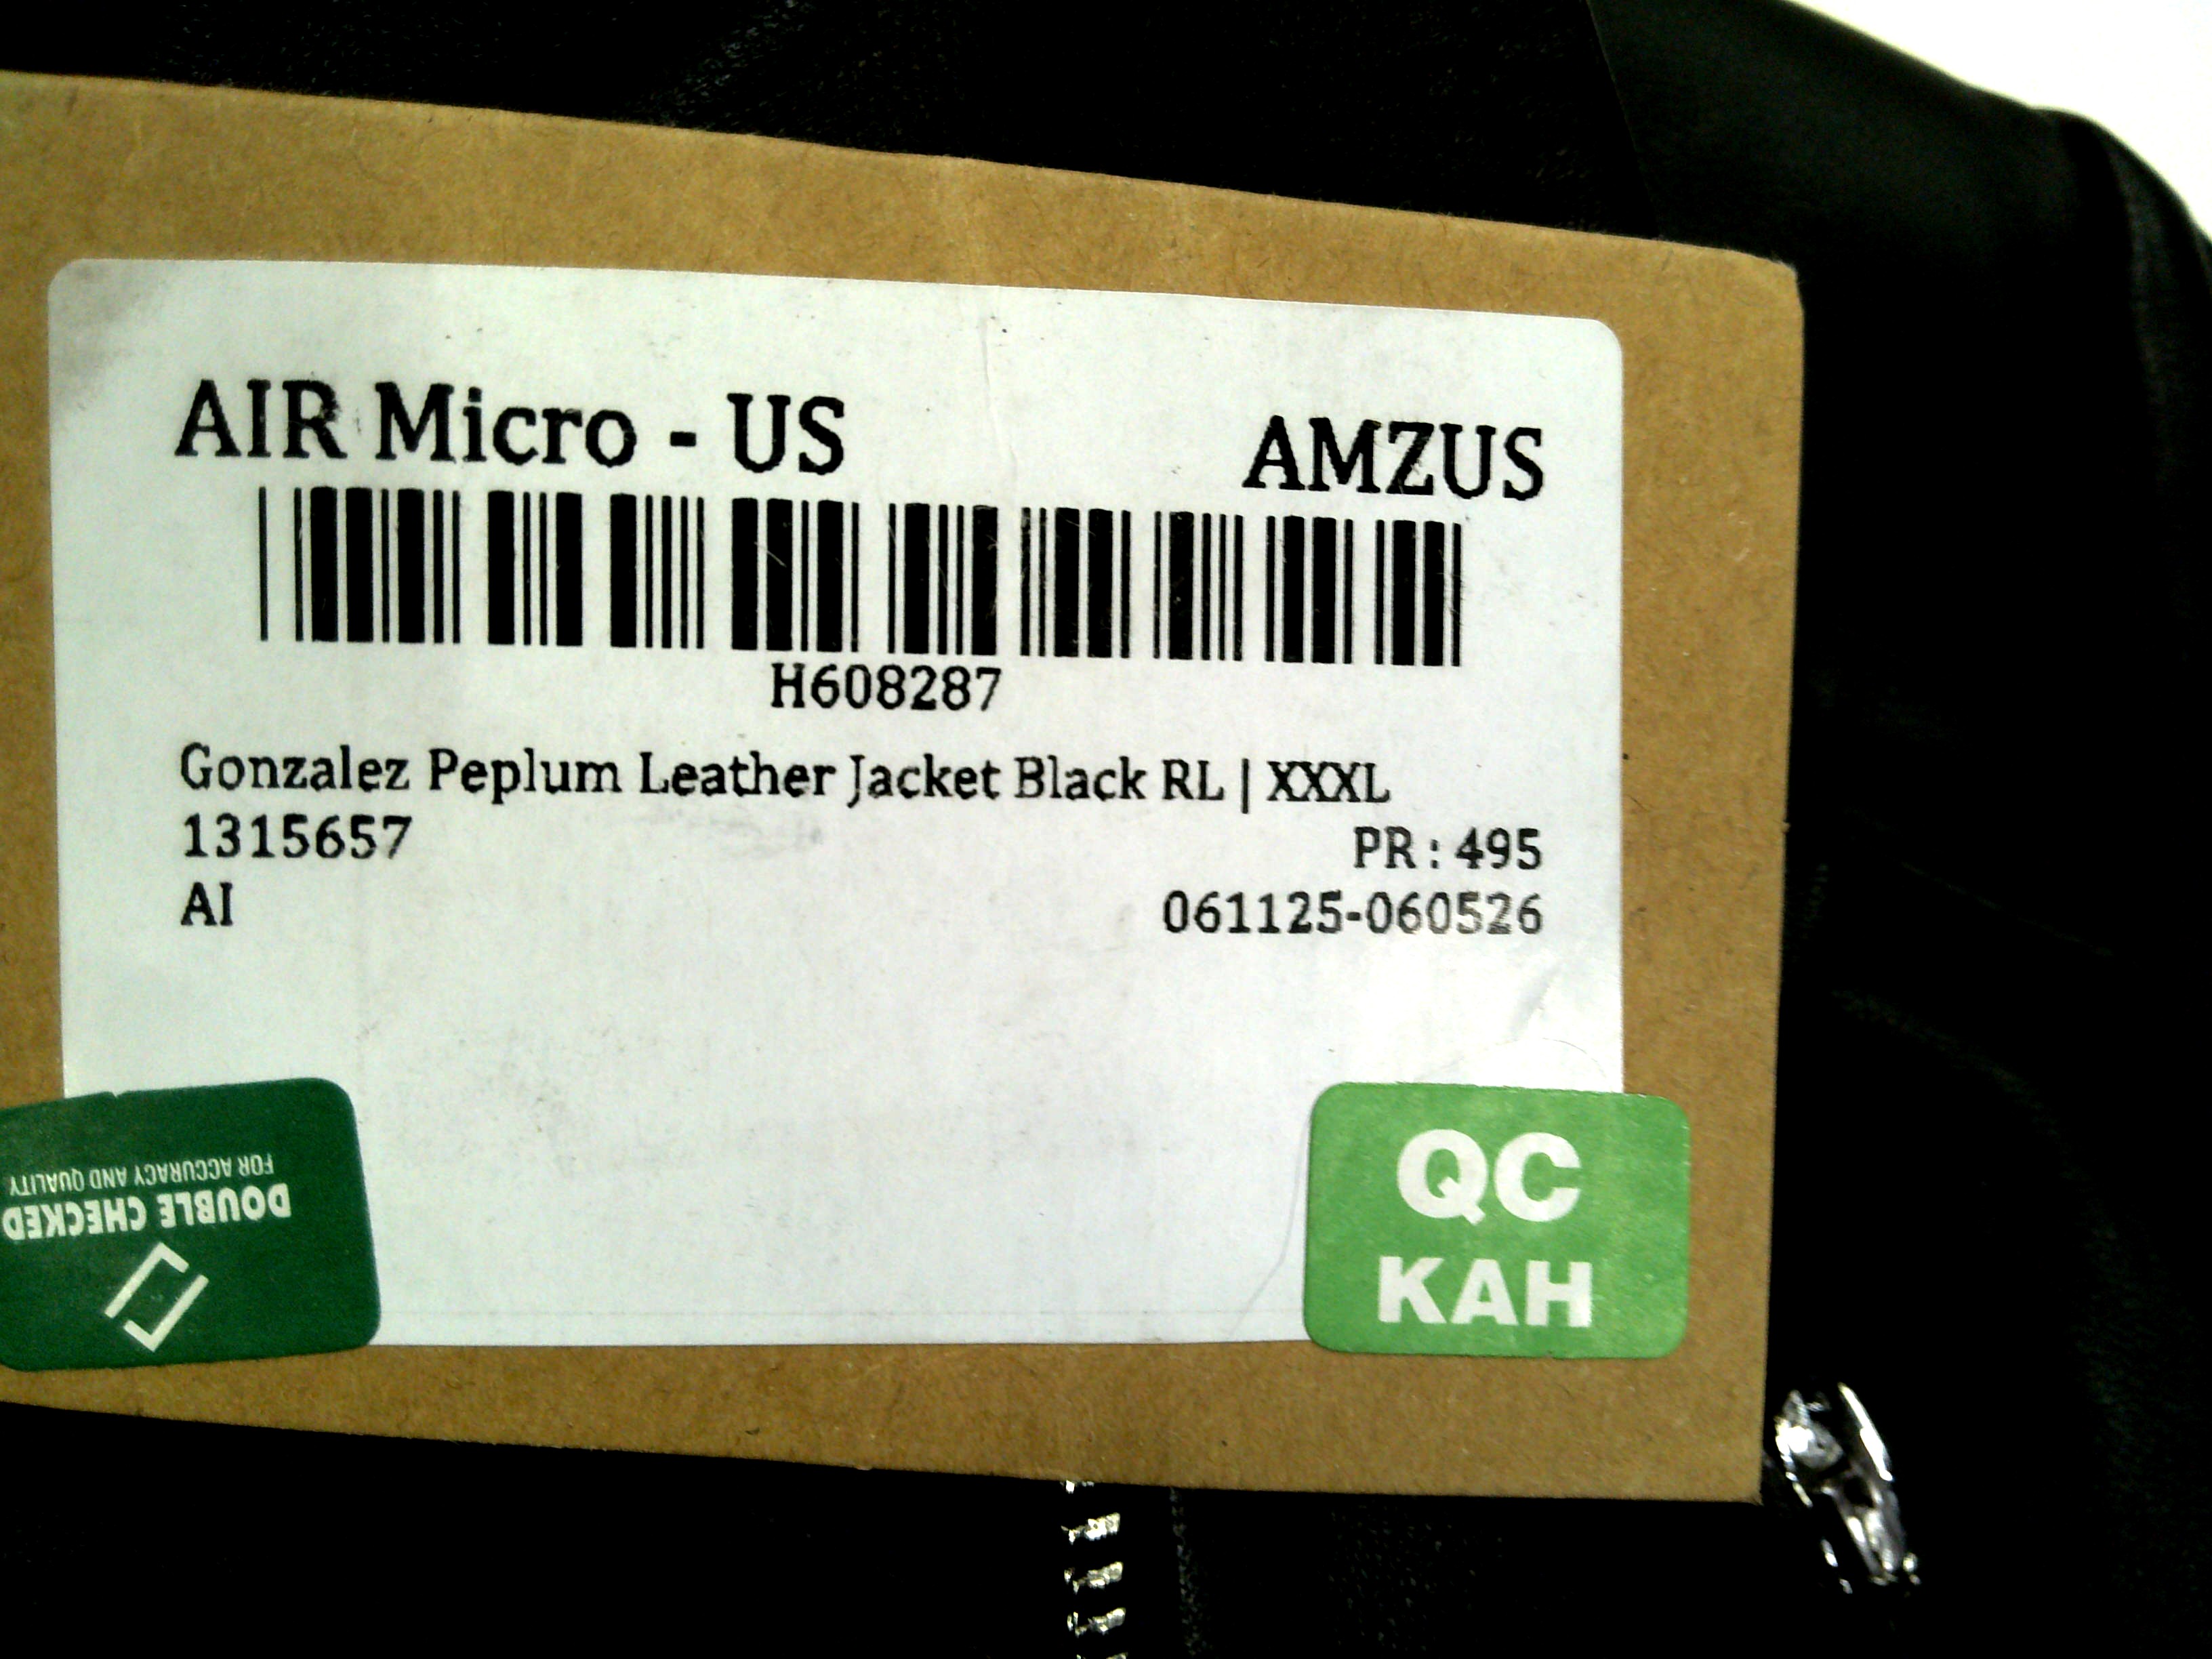 AIR Micro - US AMZUS
H608287
Gonzalez Peplum Leather Jacket Black RL | XXXL
1315657 PR : 495
AI 061125-060526
QC
KAH
DOUBLE CHECKED
FOR ACCURACY AND QUALITY